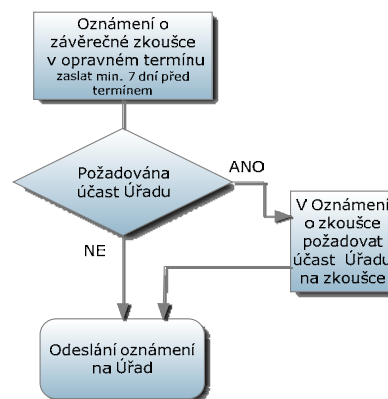 Oznámení o
závěrečné zkoušce
v opravném termínu
zaslat min. 7 dní před
termínem
Požadována
účast Úřadu
ANO
V Oznámení
o zkoušce
požadovat
účast Úřadu
na zkoušce
NE
Odeslání oznámení
na Úřad